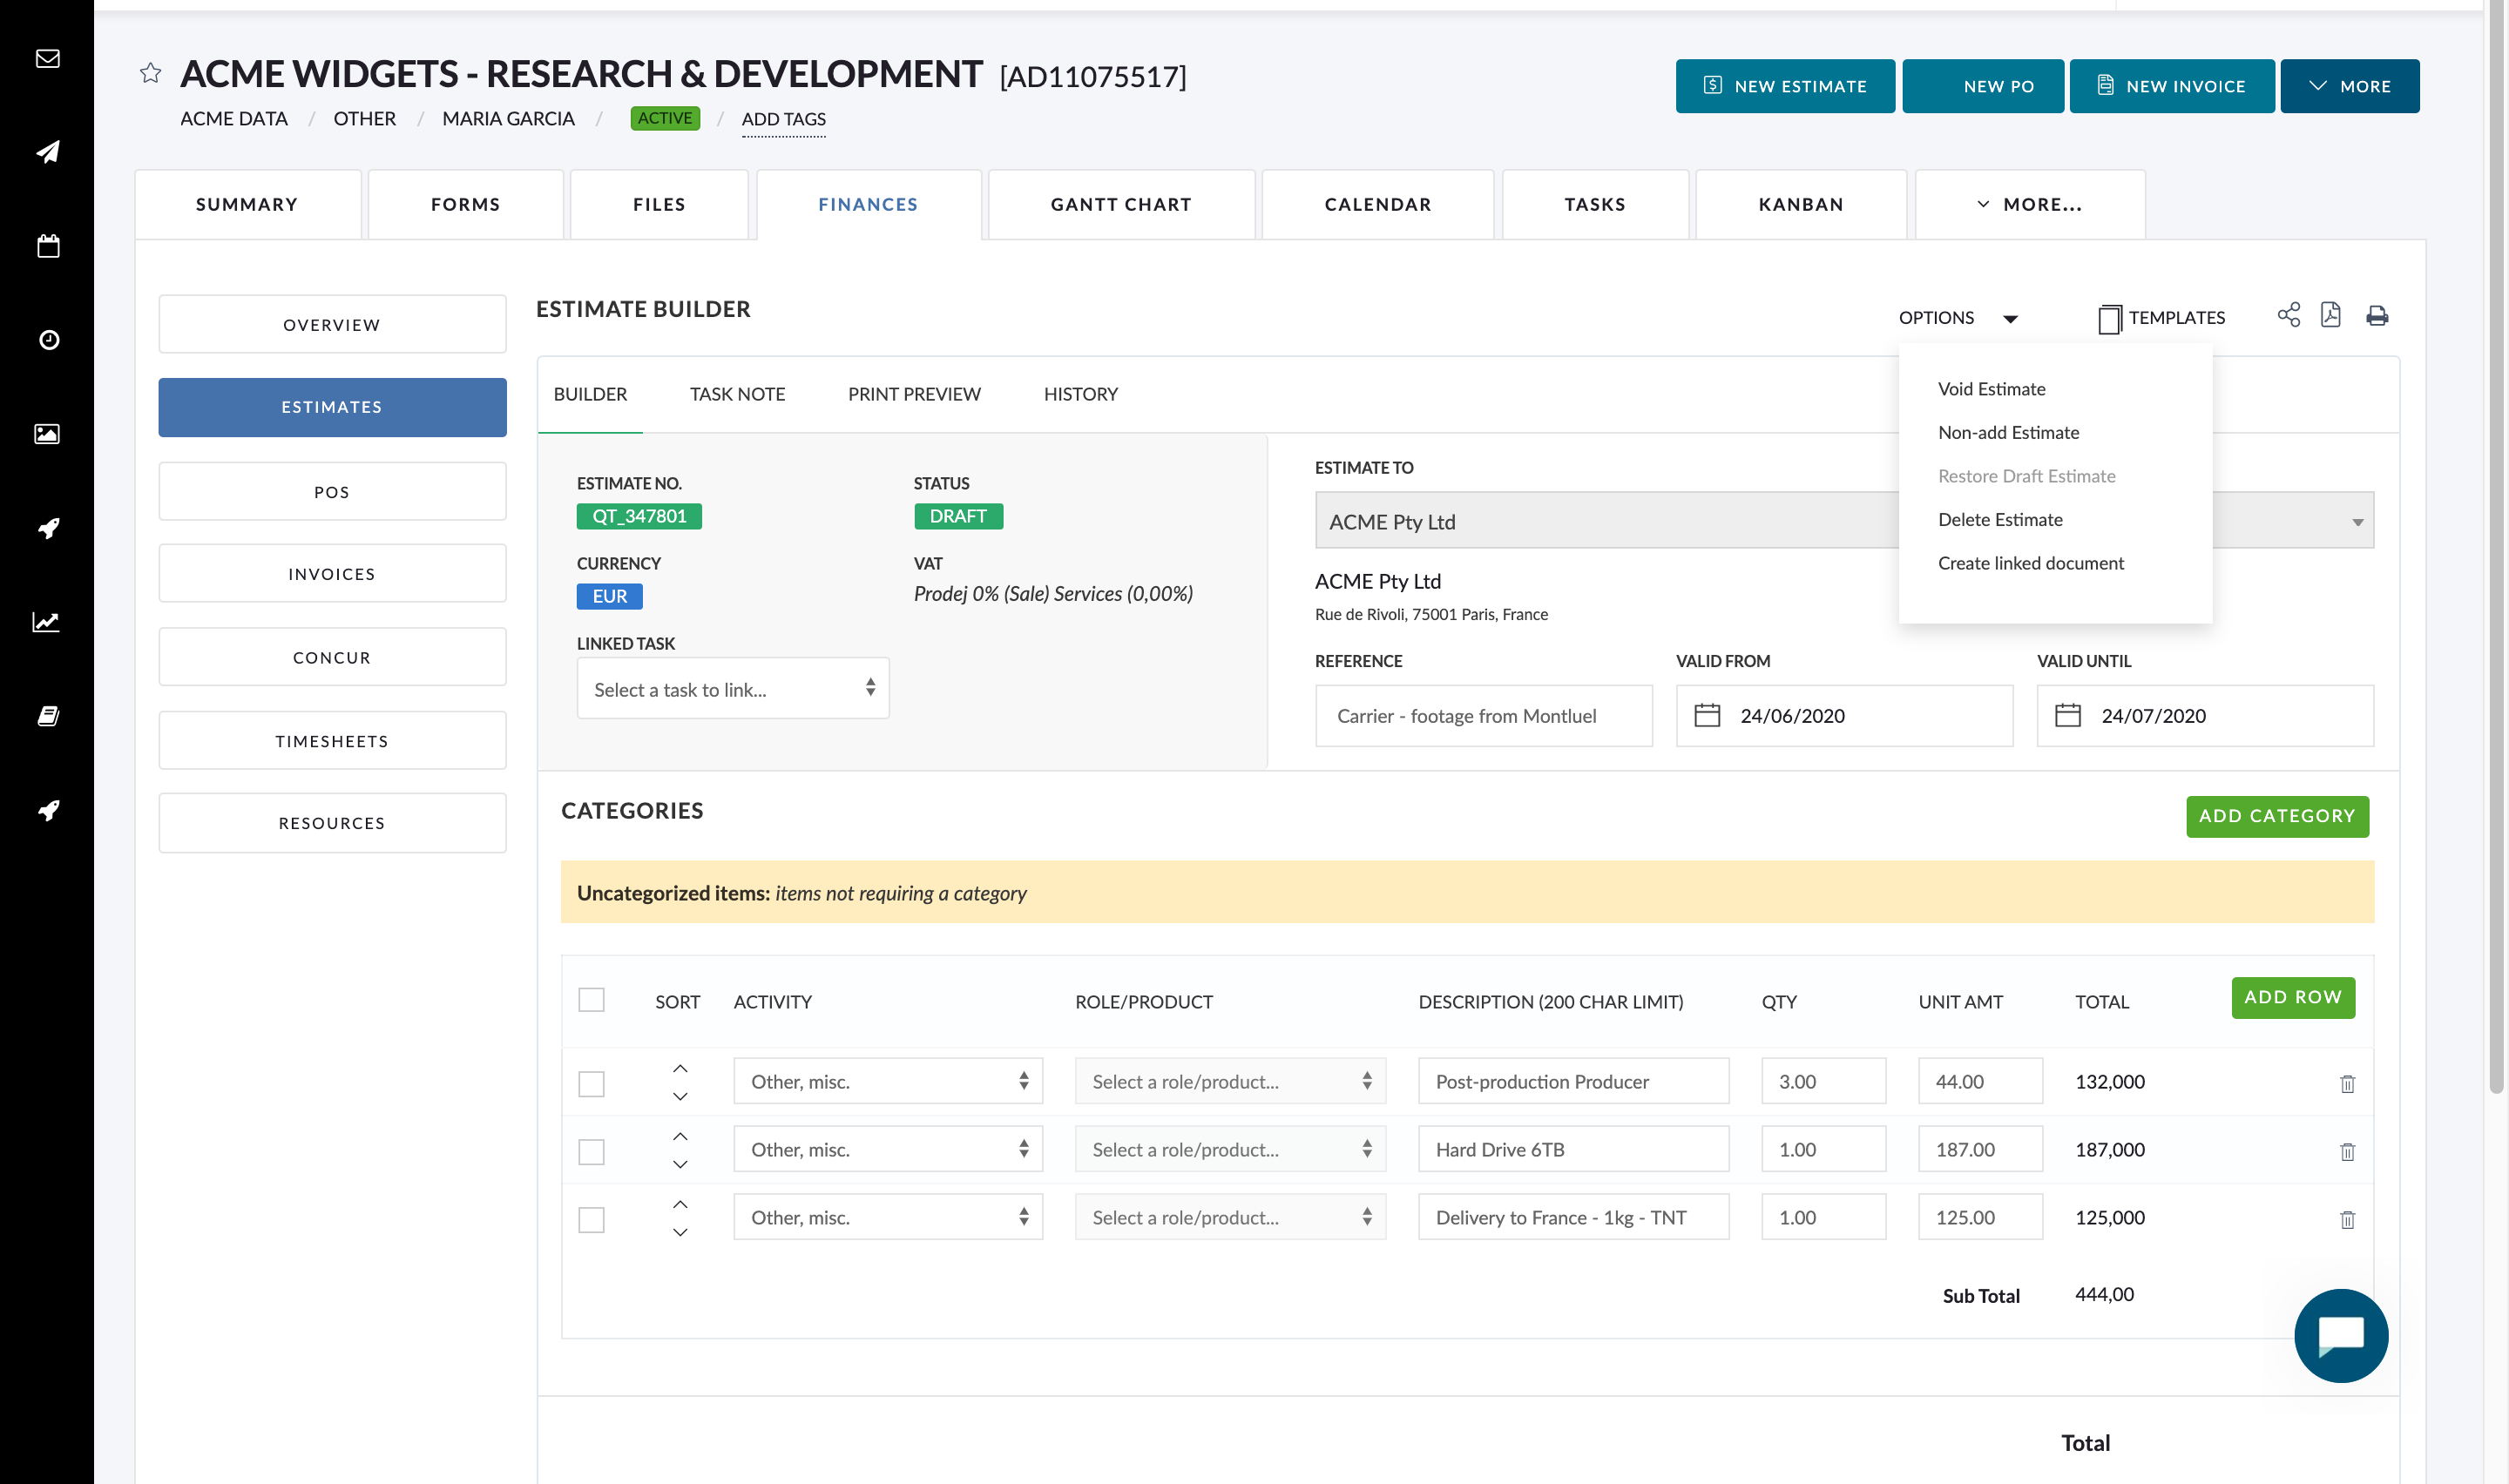 ACME WIDGETS - RESEARCH & DEVELOPMENT [AD11075517]
NEW ESTIMATE
NEW PO
NEW INVOICE
MORE
ACME DATA / OTHER / MARIA GARCIA / ACTIVE / ADD TAGS
SUMMARY
FORMS
FILES
FINANCES
GANTT CHART
CALENDAR
TASKS
KANBAN
MORE...
OVERVIEW
ESTIMATES
POS
INVOICES
CONCUR
TIMESHEETS
RESOURCES
ESTIMATE BUILDER
OPTIONS
TEMPLATES
Void Estimate
Non-add Estimate
Restore Draft Estimate
Delete Estimate
Create linked document
BUILDER
TASK NOTE
PRINT PREVIEW
HISTORY
ESTIMATE NO.
QT_347801
STATUS
DRAFT
CURRENCY
EUR
VAT
Prodej 0% (Sale) Services (0,00%)
LINKED TASK
Select a task to link...
ESTIMATE TO
ACME Pty Ltd
ACME Pty Ltd
Rue de Rivoli, 75001 Paris, France
REFERENCE
Carrier - footage from Montluel
VALID FROM
24/06/2020
VALID UNTIL
24/07/2020
CATEGORIES
ADD CATEGORY
Uncategorized items: items not requiring a category
SORT ACTIVITY ROLE/PRODUCT DESCRIPTION (200 CHAR LIMIT) QTY UNIT AMT TOTAL ADD ROW
Other, misc. Select a role/product... Post-production Producer 3.00 44.00 132,000
Other, misc. Select a role/product... Hard Drive 6TB 1.00 187.00 187,000
Other, misc. Select a role/product... Delivery to France - 1kg - TNT 1.00 125.00 125,000
Sub Total 444,00
Total